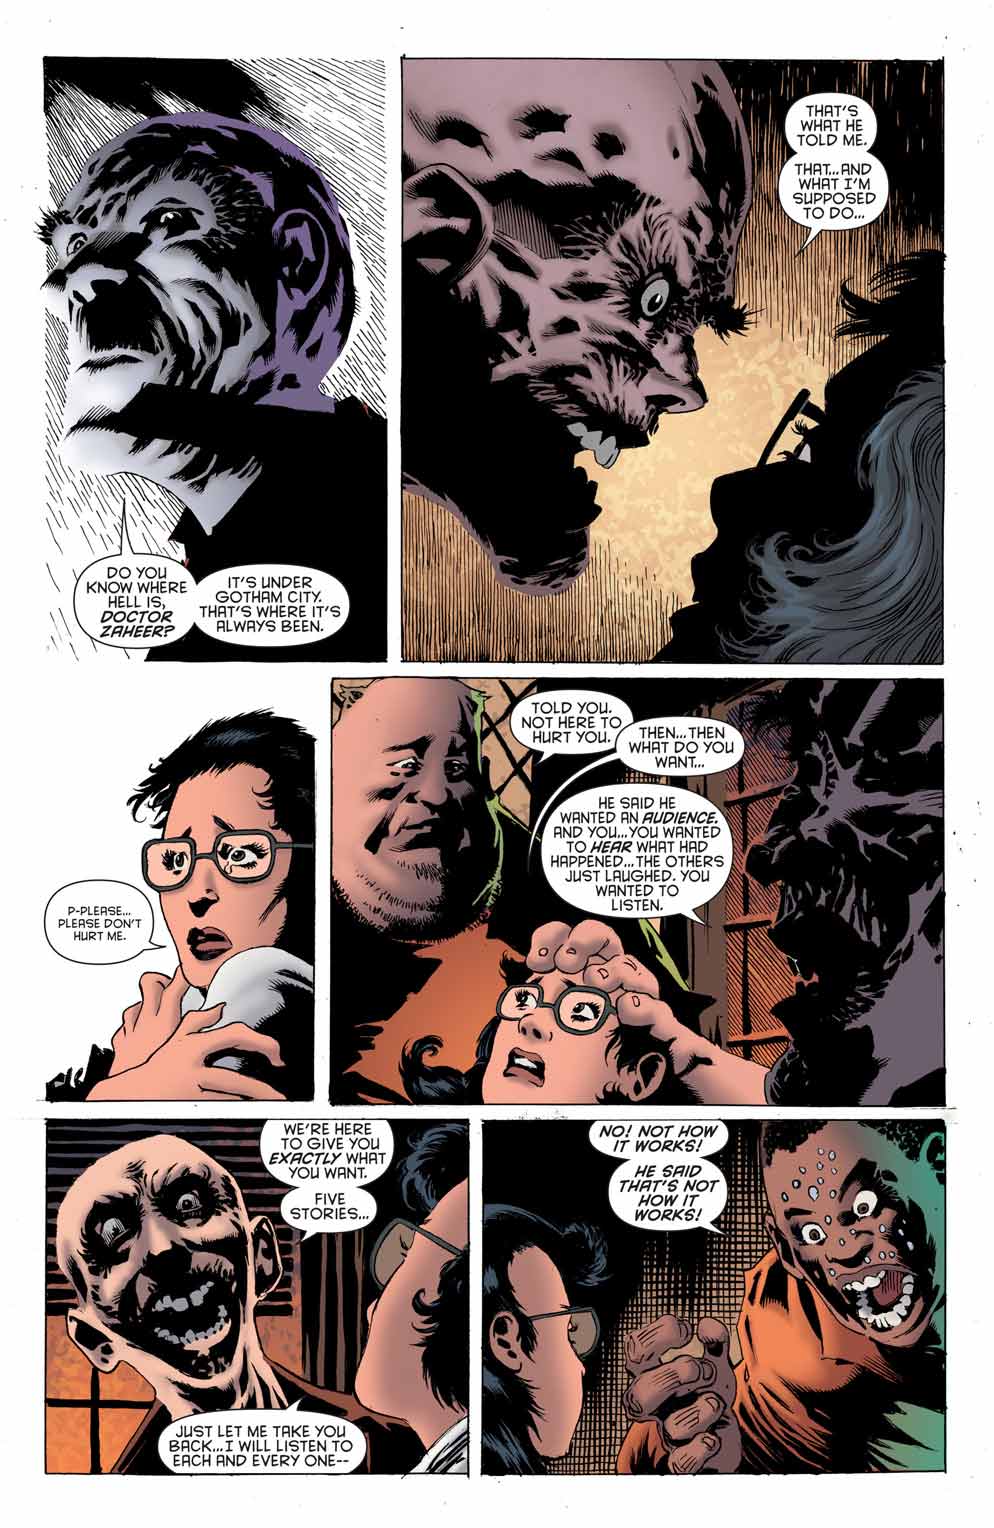 DO YOU
KNOW WHERE
HELL IS,
DOCTOR
ZAHEER?
IT'S UNDER
GOTHAM CITY.
THAT'S WHERE IT'S
ALWAYS BEEN.
THAT'S
WHAT HE
TOLD ME.
THAT...AND
WHAT I'M
SUPPOSED
TO DO...
P-PLEASE...
PLEASE DON'T
HURT ME.
TOLD YOU.
NOT HERE TO
HURT YOU.
THEN...THEN
WHAT DO YOU
WANT...
HE SAID HE
WANTED AN AUDIENCE.
AND YOU...YOU WANTED
TO HEAR WHAT HAD
HAPPENED...THE OTHERS
JUST LAUGHED. YOU
WANTED TO
LISTEN.
WE'RE HERE
TO GIVE YOU
EXACTLY WHAT
YOU WANT.
FIVE
STORIES...
JUST LET ME TAKE YOU
BACK...I WILL LISTEN TO
EACH AND EVERY ONE--
NO! NOT HOW
IT WORKS!
HE SAID
THAT'S NOT
HOW IT
WORKS!